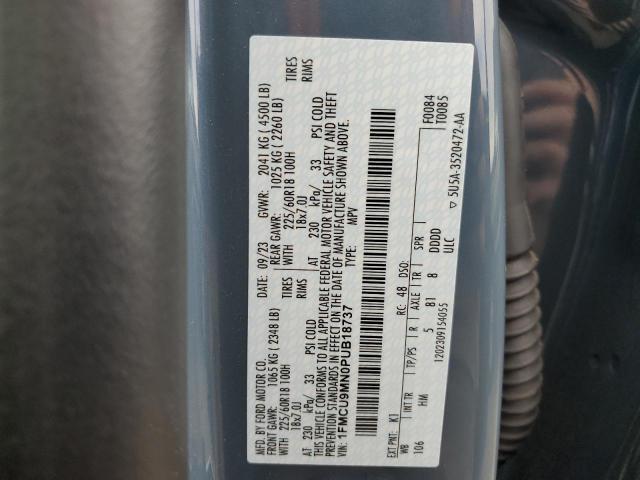 MFD. BY FORD MOTOR CO.
DATE: 09/23 GVWR: 2041 KG ( 4500 LB)
FRONT GAWR: 1065 KG ( 2348 LB) REAR GAWR: 1025 KG ( 2260 LB)
WITH 225/60R18 100H TIRES WITH 225/60R18 100H TIRES
18x7.0J RIMS 18x7.0J RIMS
AT 230 kPa/ 33 PSI COLD AT 230 kPa/ 33 PSI COLD
THIS VEHICLE CONFORMS TO ALL APPLICABLE FEDERAL MOTOR VEHICLE SAFETY AND THEFT
PREVENTION STANDARDS IN EFFECT ON THE DATE OF MANUFACTURE SHOWN ABOVE.
VIN: 1FMCU9MN0PUB18737 TYPE: MPV
F0084
T0085
EXT PNT: K1 RC: 48 DSO:
WB INT TR TP/PS R AXLE TR SPR
106 HM 5 81 8 DDDD
ULC
1202309154055 ▽ 5U5A-3520472-AA